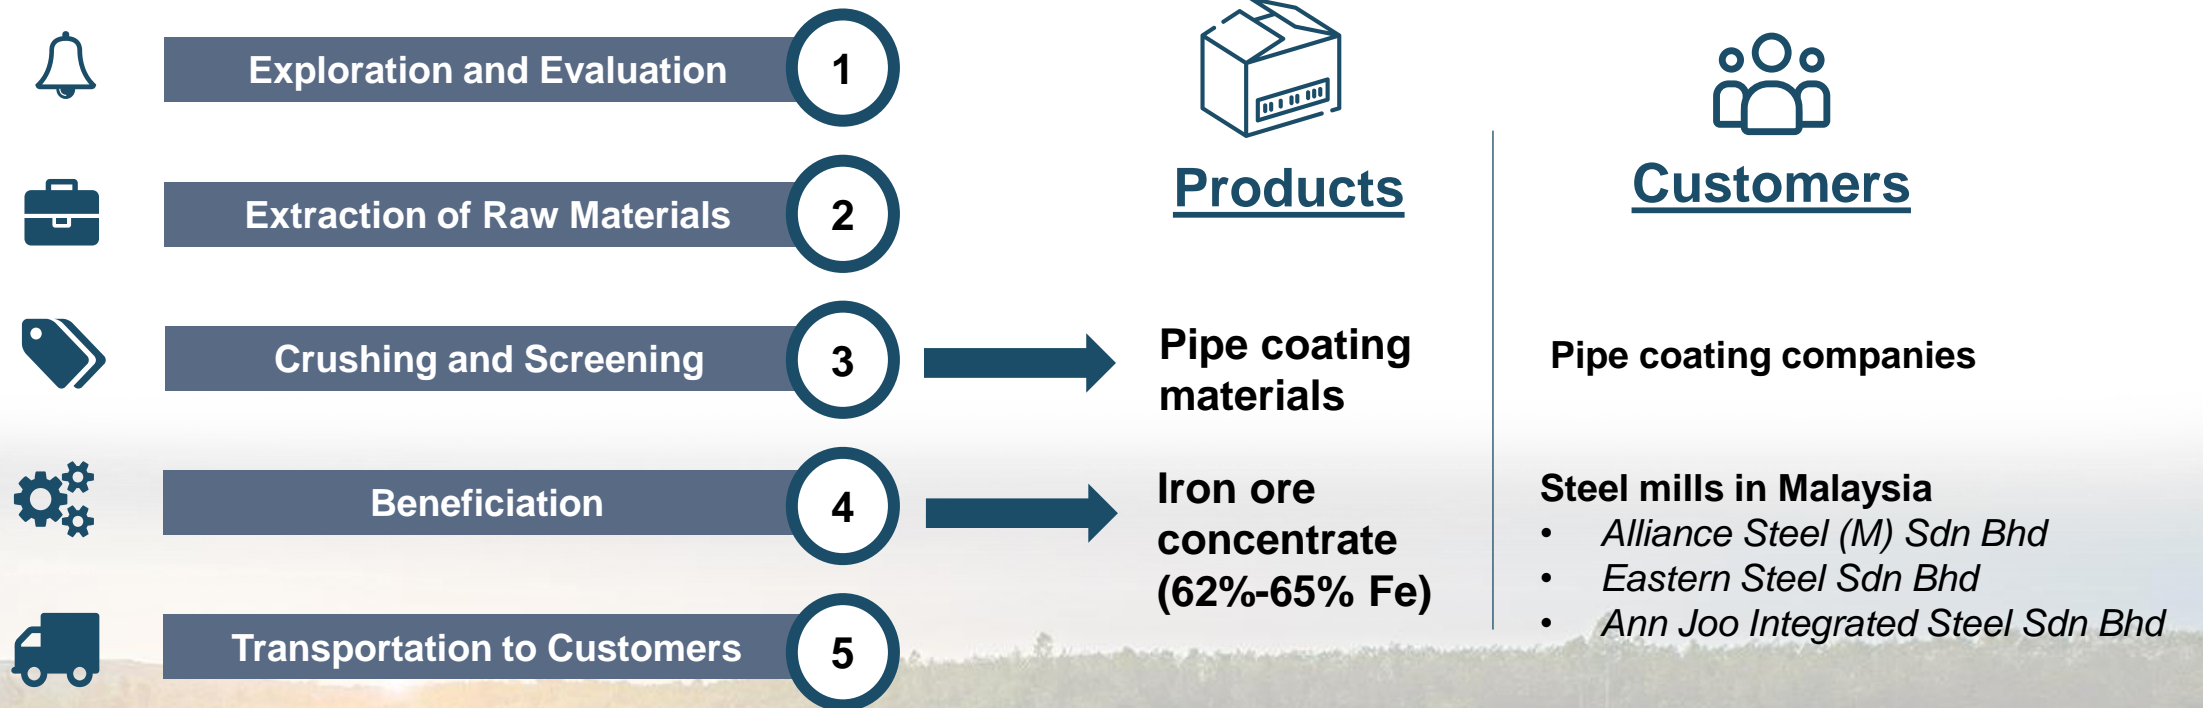 Exploration and Evaluation
1
Extraction of Raw Materials
2
Crushing and Screening
3
Beneficiation
4
Transportation to Customers
5
Products
Pipe coating
materials
Iron ore
concentrate
(62%-65% Fe)
Customers
Pipe coating companies
Steel mills in Malaysia
• Alliance Steel (M) Sdn Bhd
• Eastern Steel Sdn Bhd
• Ann Joo Integrated Steel Sdn Bhd